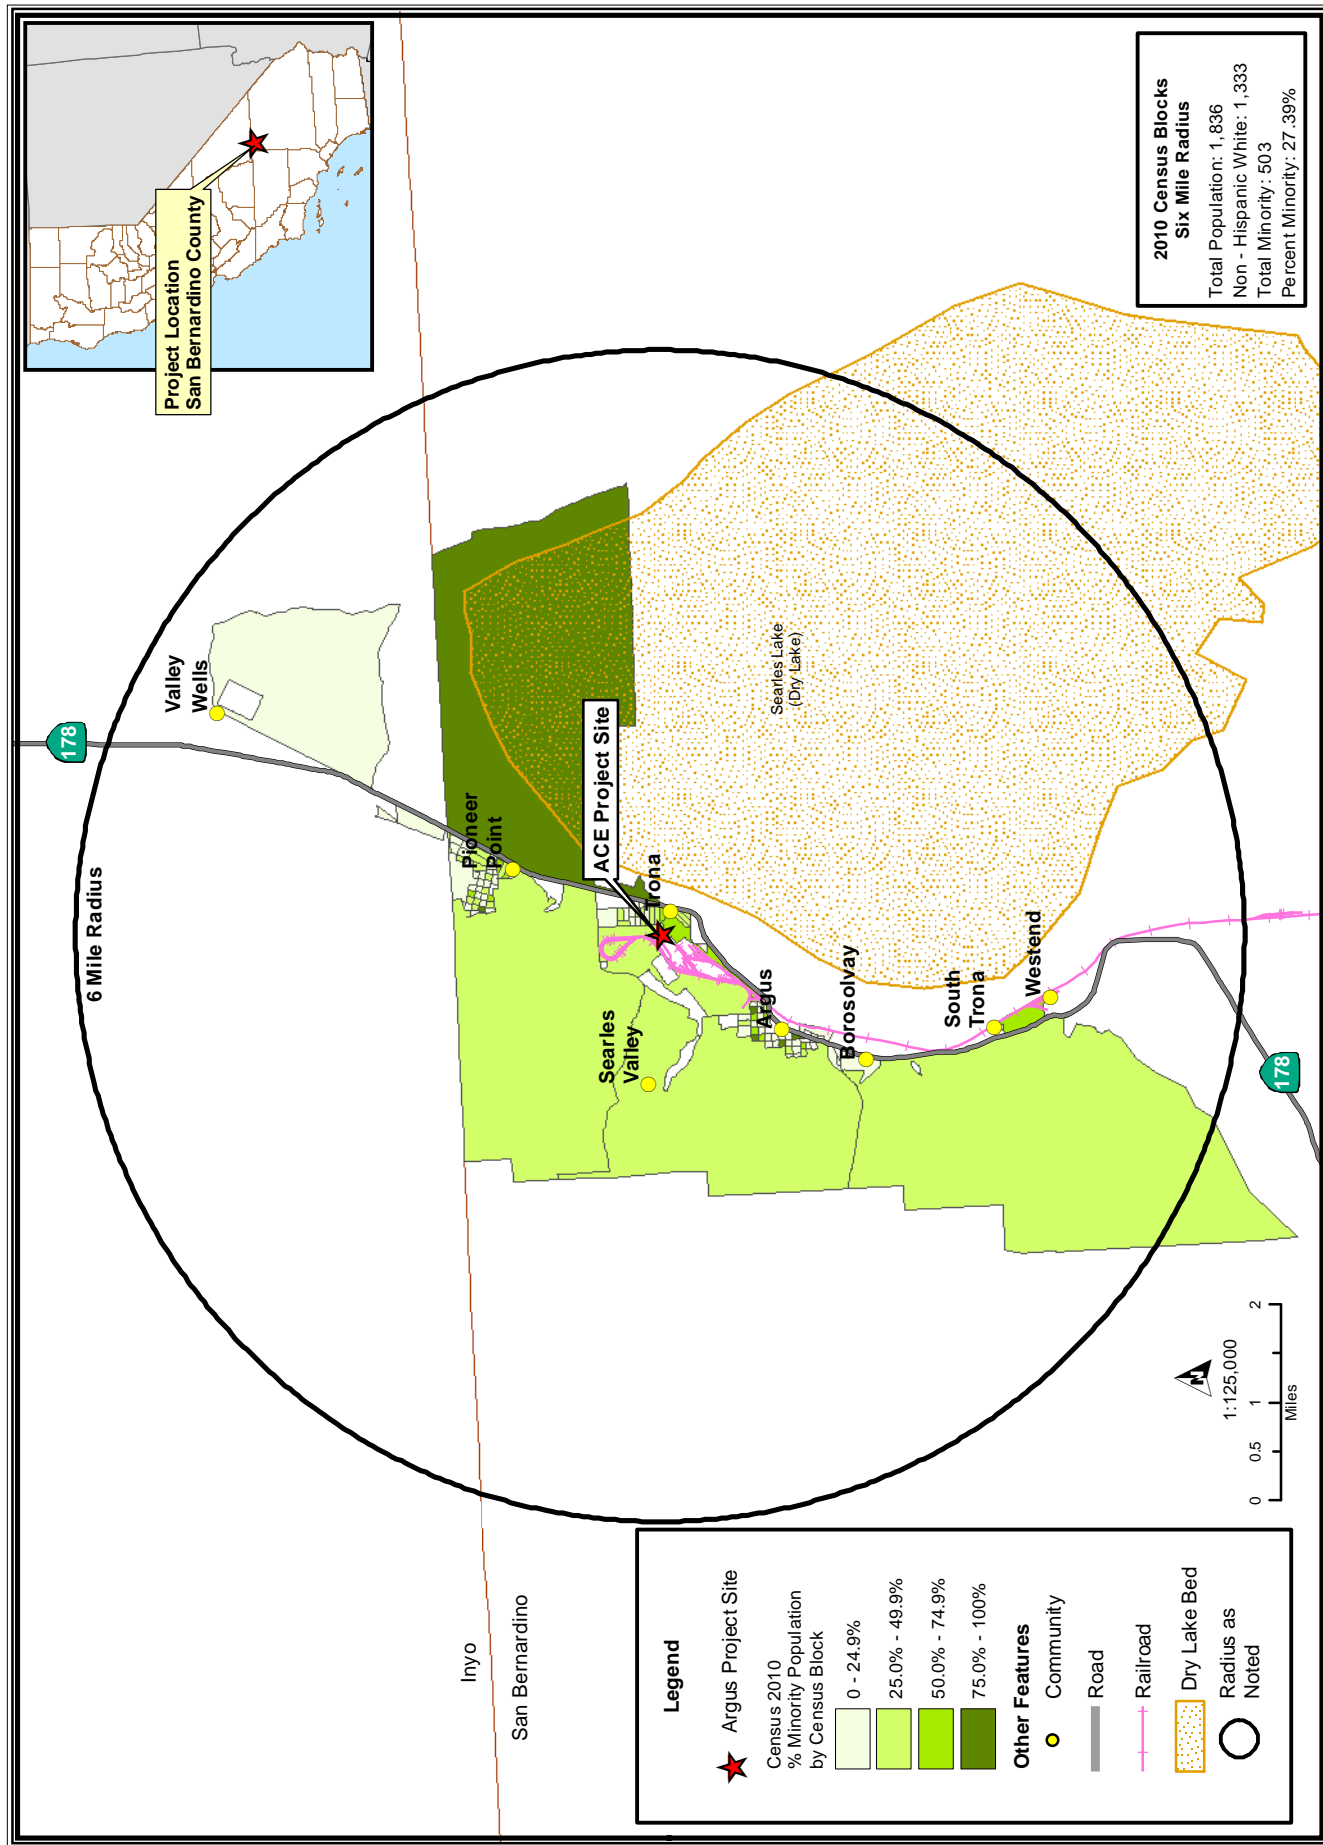 Project Location
San Bernardino County
178
Valley
Wells
6 Mile Radius
Pioneer
Point
ACE Project Site
Trona
Searles
Valley
Argus
Borosolvay
South
Trona
Westend
Searles Lake
(Dry Lake)
178
Inyo
San Bernardino
2010 Census Blocks
Six Mile Radius
Total Population: 1,836
Non - Hispanic White: 1,333
Total Minority: 503
Percent Minority: 27.39%
Legend
Argus Project Site
Census 2010
% Minority Population
by Census Block
0 - 24.9%
25.0% - 49.9%
50.0% - 74.9%
75.0% - 100%
Other Features
Community
Road
Railroad
Dry Lake Bed
Radius as
Noted
N
1:125,000
0 0.5 1 2
Miles